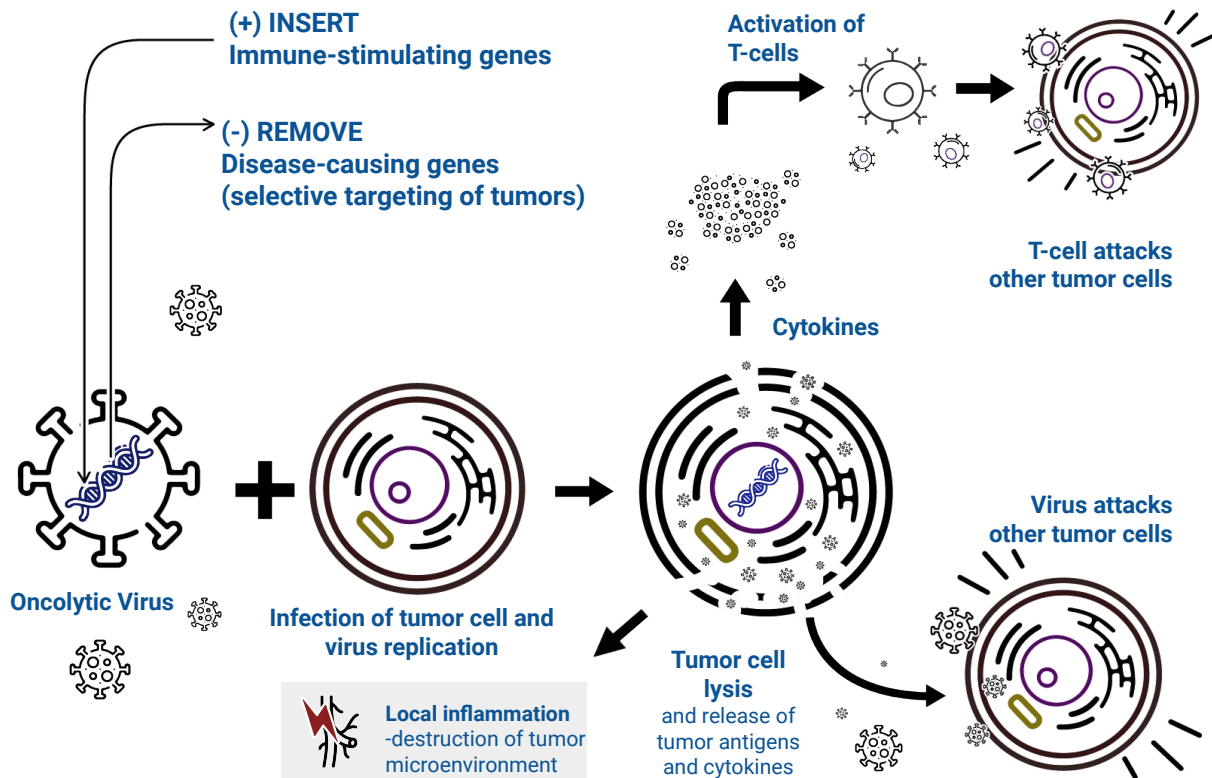 (+) INSERT
Immune-stimulating genes
(-) REMOVE
Disease-causing genes
(selective targeting of tumors)
Activation of
T-cells
T-cell attacks
other tumor cells
Cytokines
Oncolytic Virus
Infection of tumor cell and
virus replication
Virus attacks
other tumor cells
Tumor cell
lysis
and release of
tumor antigens
and cytokines
Local inflammation
-destruction of tumor
microenvironment